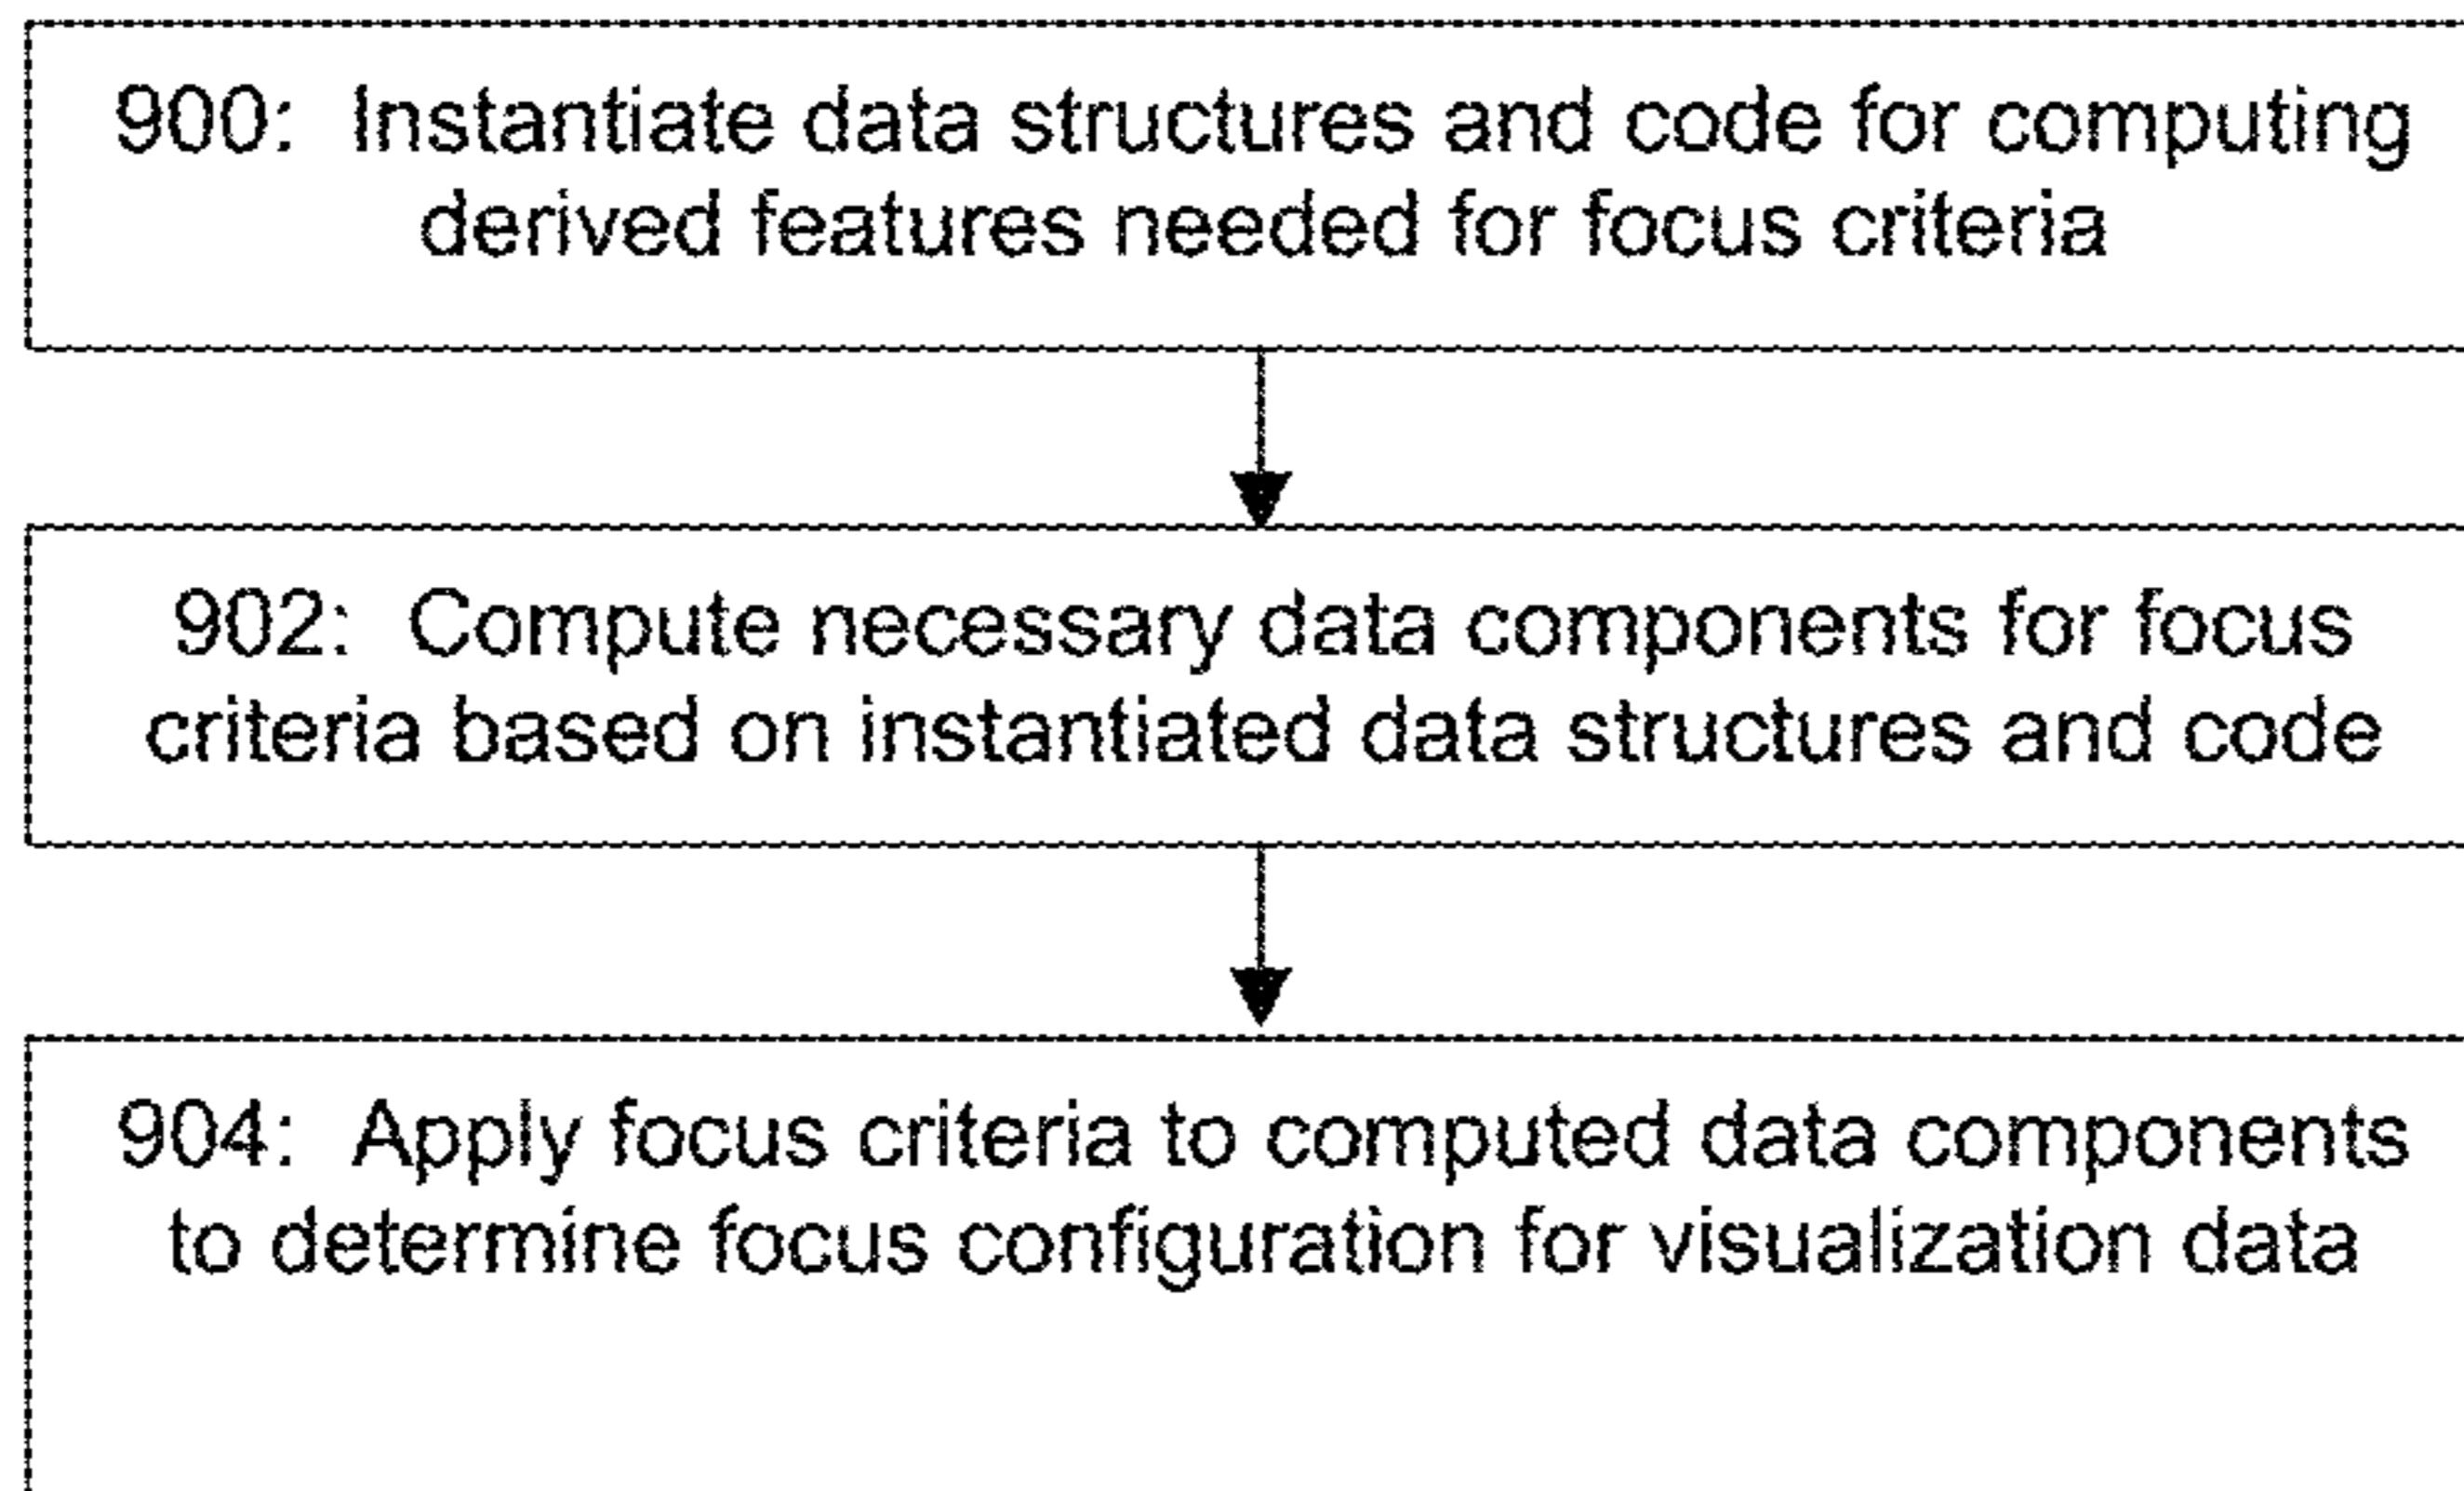 900: Instantiate data structures and code for computing
derived features needed for focus criteria
902: Compute necessary data components for focus
criteria based on instantiated data structures and code
904: Apply focus criteria to computed data components
to determine focus configuration for visualization data